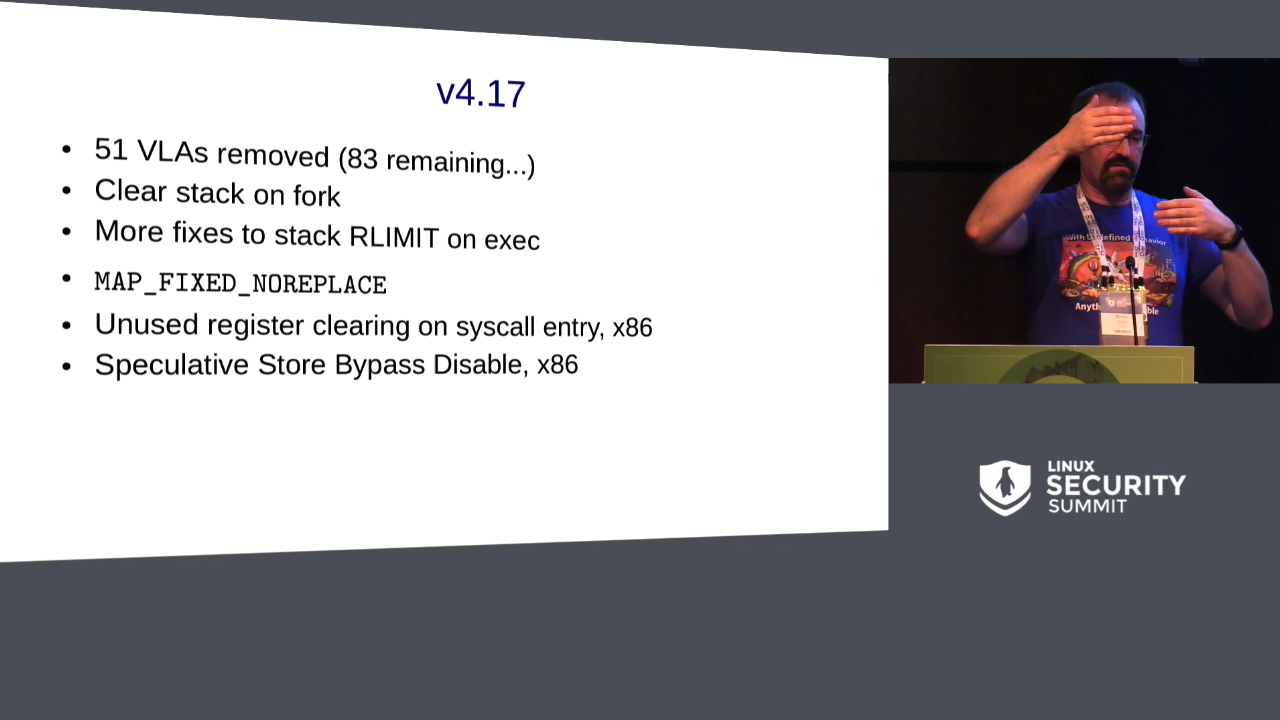 v4.17
• 51 VLAs removed (83 remaining...)
• Clear stack on fork
• More fixes to stack RLIMIT on exec
• MAP_FIXED_NOREPLACE
• Unused register clearing on syscall entry, x86
• Speculative Store Bypass Disable, x86
LINUX
SECURITY
SUMMIT